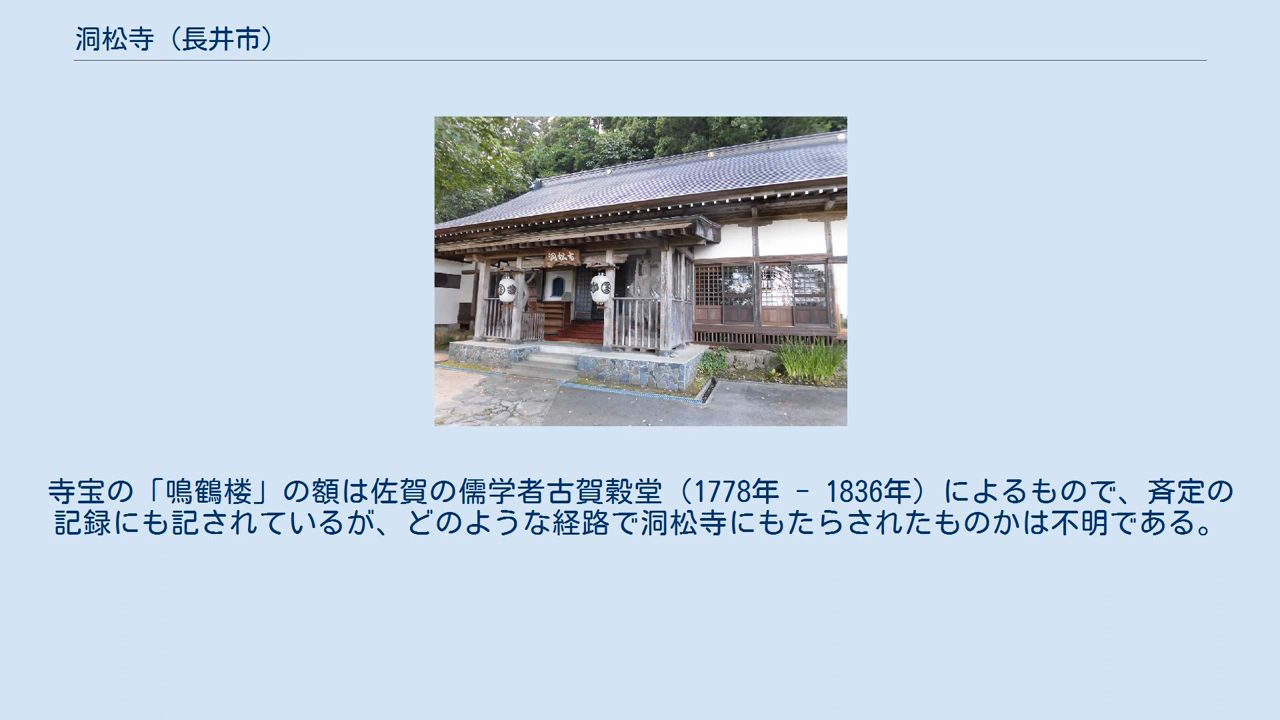 洞松寺（長井市）
洞松寺
寺宝の「鳴鶴楼」の額は佐賀の儒学者古賀穀堂（1778年 - 1836年）によるもので、斉定の
記録にも記されているが、どのような経路で洞松寺にもたらされたものかは不明である。